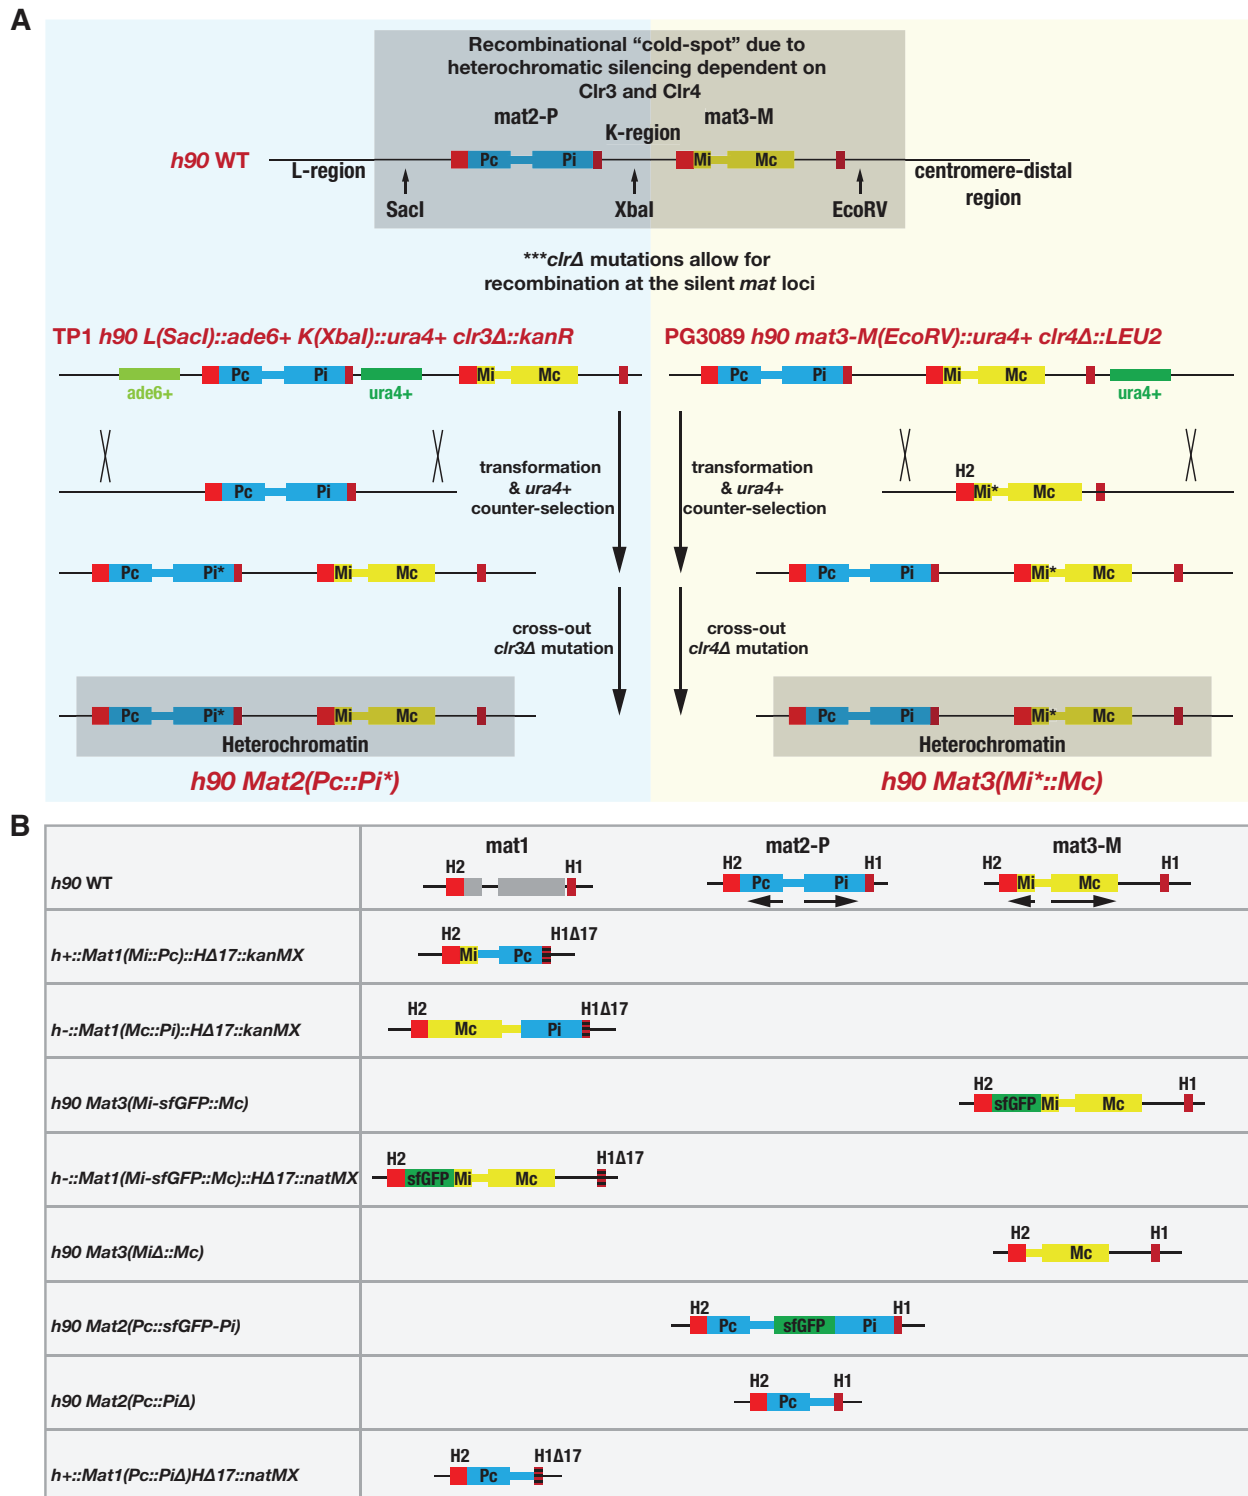 A
Recombinational “cold-spot” due to
heterochromatic silencing dependent on
Clr3 and Clr4
mat2-P
K-region
mat3-M
h90 WT
L-region
Pc
Pi
Mi
Mc
centromere-distal
region
SacI
XbaI
EcoRV
***clrΔ mutations allow for
recombination at the silent mat loci
TP1 h90 L(SacI)::ade6+ K(XbaI)::ura4+ clr3Δ::kanR
Pc
Pi
Mi
Mc
ade6+
ura4+
Pc
Pi
transformation
& ura4+
counter-selection
Pc
Pi*
Mi
Mc
cross-out
clr3Δ mutation
Pc
Pi*
Mi
Mc
Heterochromatin
h90 Mat2(Pc::Pi*)
PG3089 h90 mat3-M(EcoRV)::ura4+ clr4Δ::LEU2
Pc
Pi
Mi
Mc
ura4+
transformation
& ura4+
counter-selection
H2
Mi*
Mc
Pc
Pi
Mi*
Mc
cross-out
clr4Δ mutation
Pc
Pi
Mi*
Mc
Heterochromatin
h90 Mat3(Mi*::Mc)
B
mat1
mat2-P
mat3-M
h90 WT
H2
H1
H2
H1
Pc
Pi
H2
H1
Mi
Mc
h+::Mat1(Mi::Pc)::HΔ17::kanMX
H2
H1Δ17
Mi
Pc
h-::Mat1(Mc::Pi)::HΔ17::kanMX
H2
H1Δ17
Mc
Pi
h90 Mat3(Mi-sfGFP::Mc)
H2
H1
sfGFP
Mi
Mc
h-::Mat1(Mi-sfGFP::Mc)::HΔ17::natMX
H2
H1Δ17
sfGFP
Mi
Mc
h90 Mat3(MiΔ::Mc)
H2
H1
Mc
h90 Mat2(Pc::sfGFP-Pi)
H2
H1
Pc
sfGFP
Pi
h90 Mat2(Pc::PiΔ)
H2
H1
Pc
h+::Mat1(Pc::PiΔ)HΔ17::natMX
H2
H1Δ17
Pc